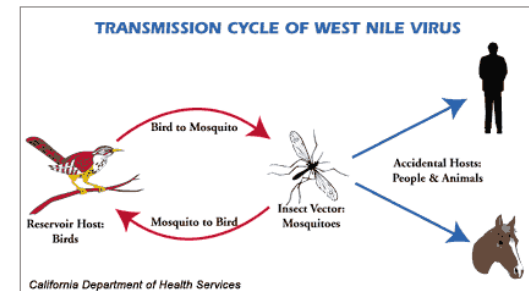 TRANSMISSION CYCLE OF WEST NILE VIRUS
Bird to Mosquito
Accidental Hosts:
People & Animals
Mosquito to Bird
Insect Vector:
Mosquitoes
Reservoir Host:
Birds
California Department of Health Services